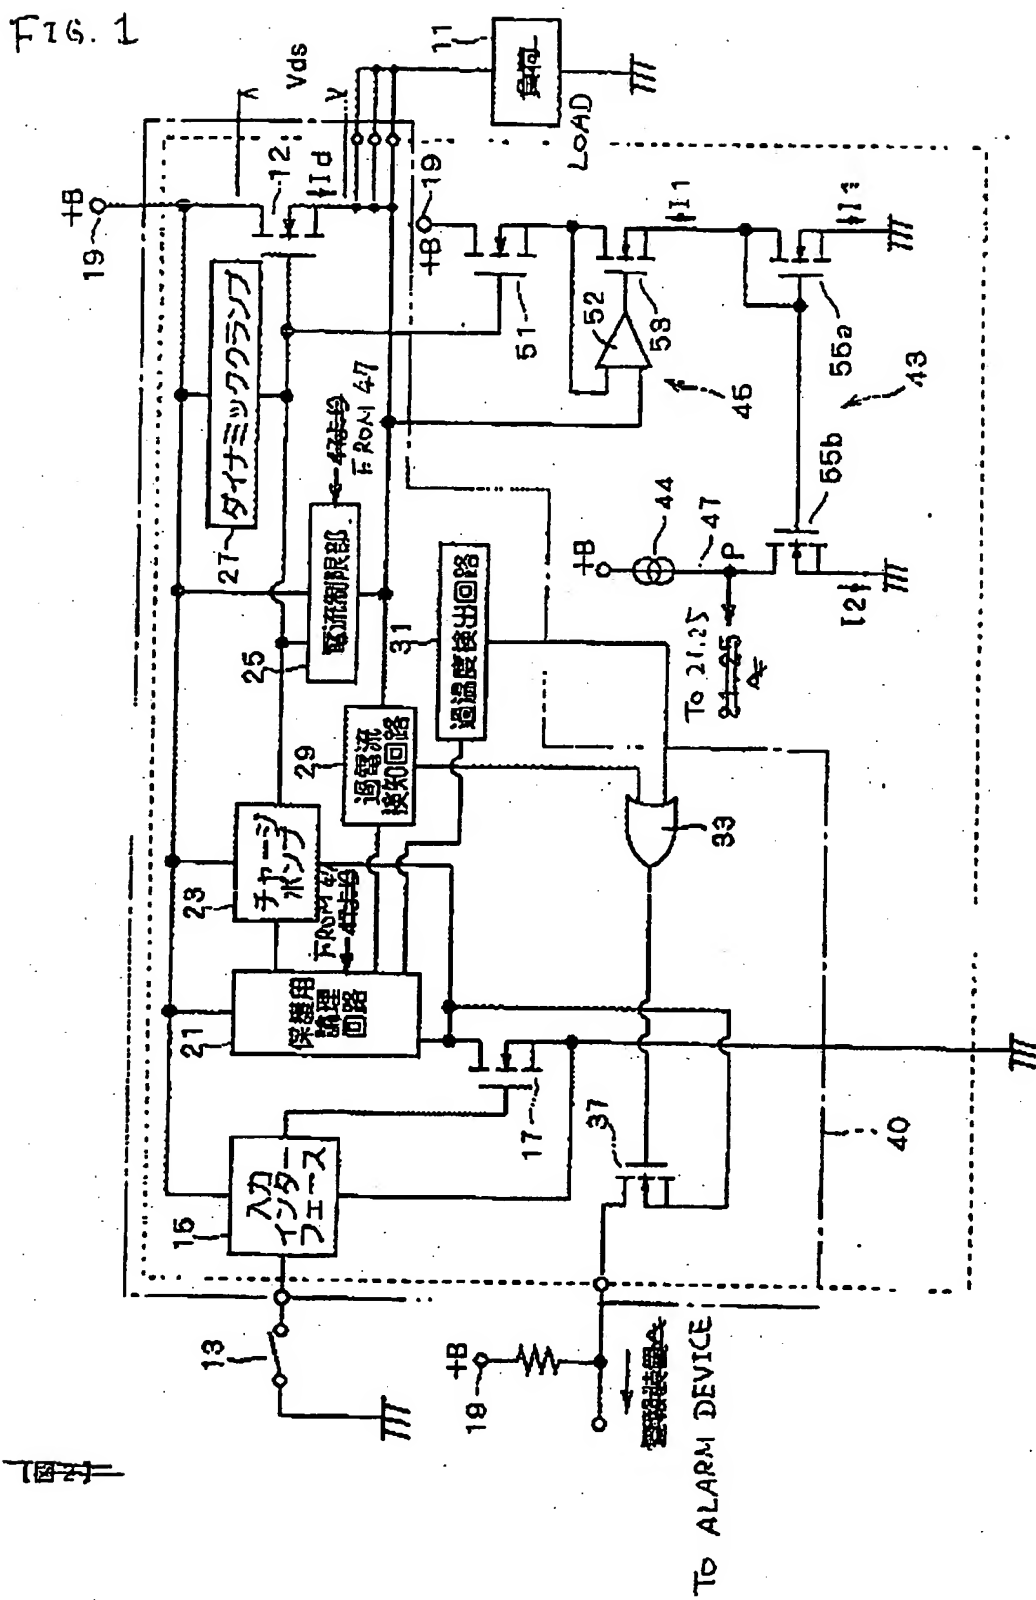 FIG. 1
+B
19
Vds
12
Id
11
負荷
LOAD
ダイナミッククランプ
27
+B
19
51
52
53
I1
45
55a
I1
43
55b
I2
+B
44
47
P
TO 21.25
FROM 47
電流制限部
25
31
過温度検出回路
29
過電流
検知回路
33
チャージ
ポンプ
23
FROM 47
保護用
論理
回路
21
17
37
40
入力
インター
フェース
15
13
+B
19
TO ALARM DEVICE